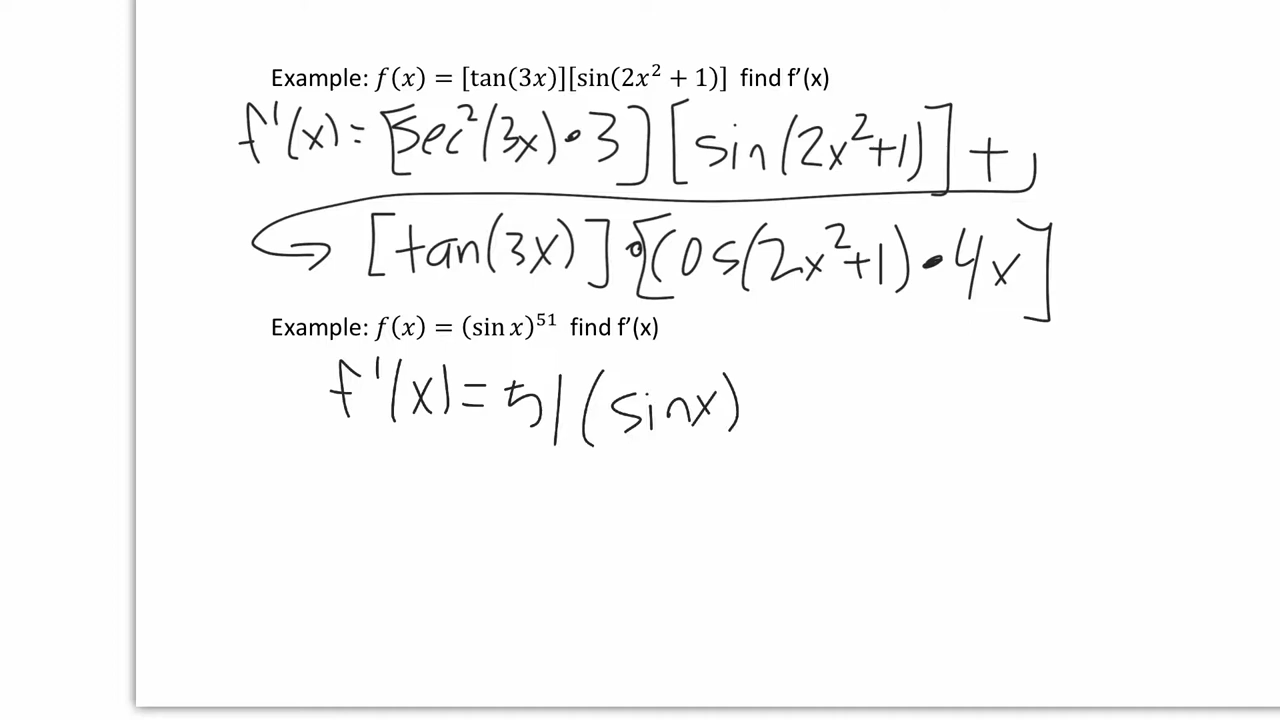 Example: f(x) = [tan(3x)][sin(2x² + 1)] find f’(x)
f'(x) = [sec²(3x)•3][sin(2x²+1)] +
[tan(3x)]•[cos(2x²+1)•4x]
Example: f(x) = (sin x)⁵¹ find f’(x)
f'(x) = 51(sinx)